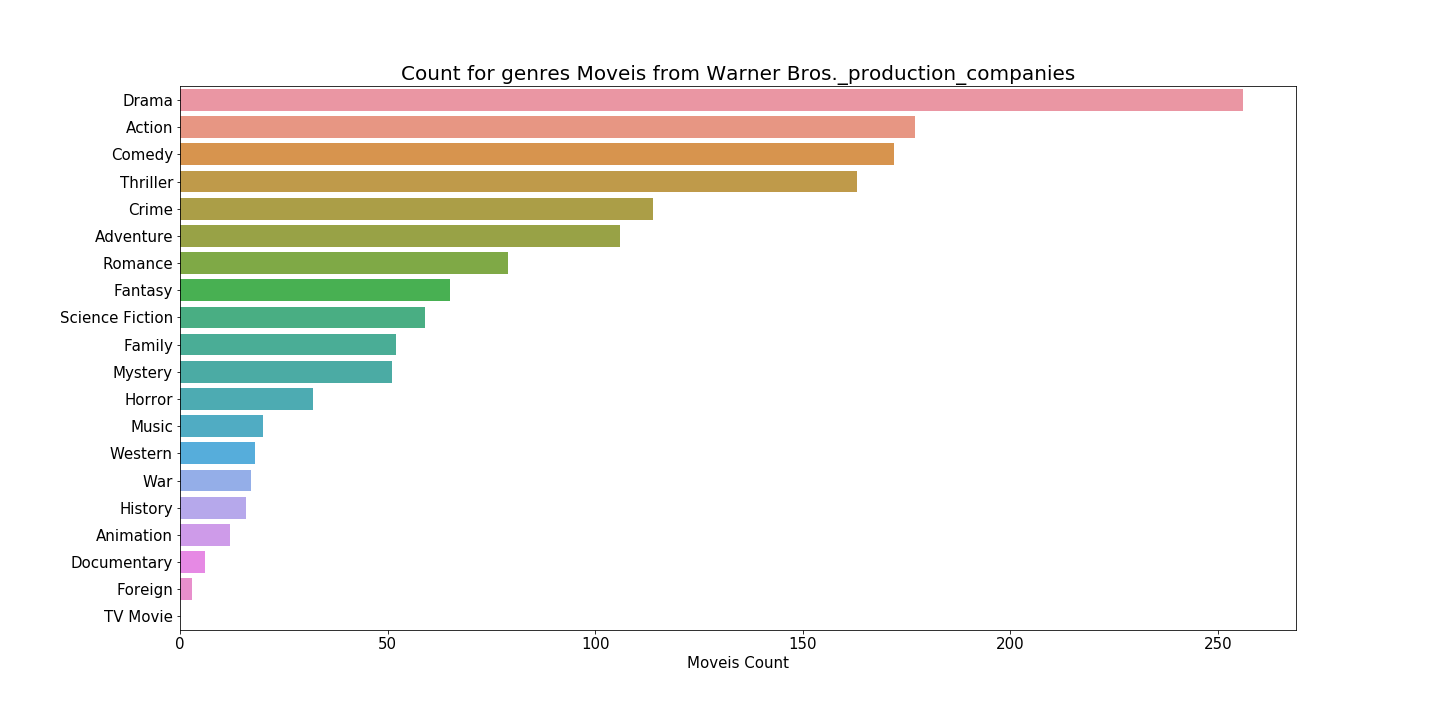 Count for genres Moveis from Warner Bros._production_companies
Drama
Action
Comedy
Thriller
Crime
Adventure
Romance
Fantasy
Science Fiction
Family
Mystery
Horror
Music
Western
War
History
Animation
Documentary
Foreign
TV Movie
0 50 100 150 200 250
Moveis Count